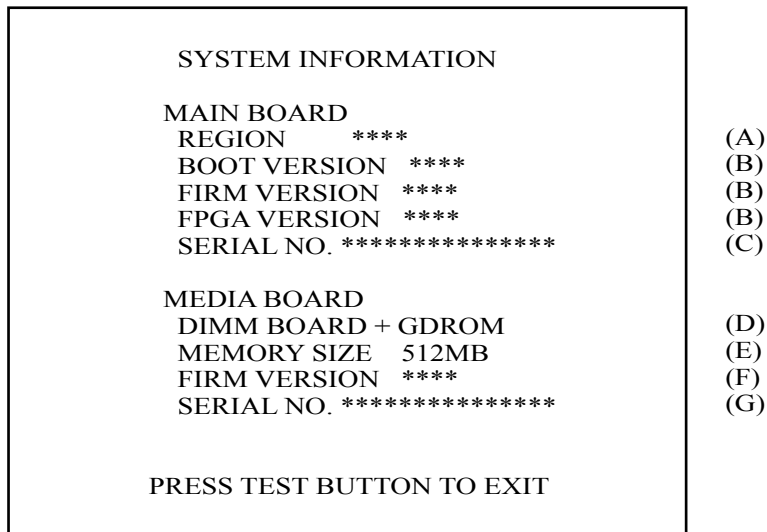 SYSTEM INFORMATION
MAIN BOARD
REGION **** (A)
BOOT VERSION **** (B)
FIRM VERSION **** (B)
FPGA VERSION **** (B)
SERIAL NO. *************** (C)
MEDIA BOARD
DIMM BOARD + GDROM (D)
MEMORY SIZE 512MB (E)
FIRM VERSION **** (F)
SERIAL NO. *************** (G)
PRESS TEST BUTTON TO EXIT